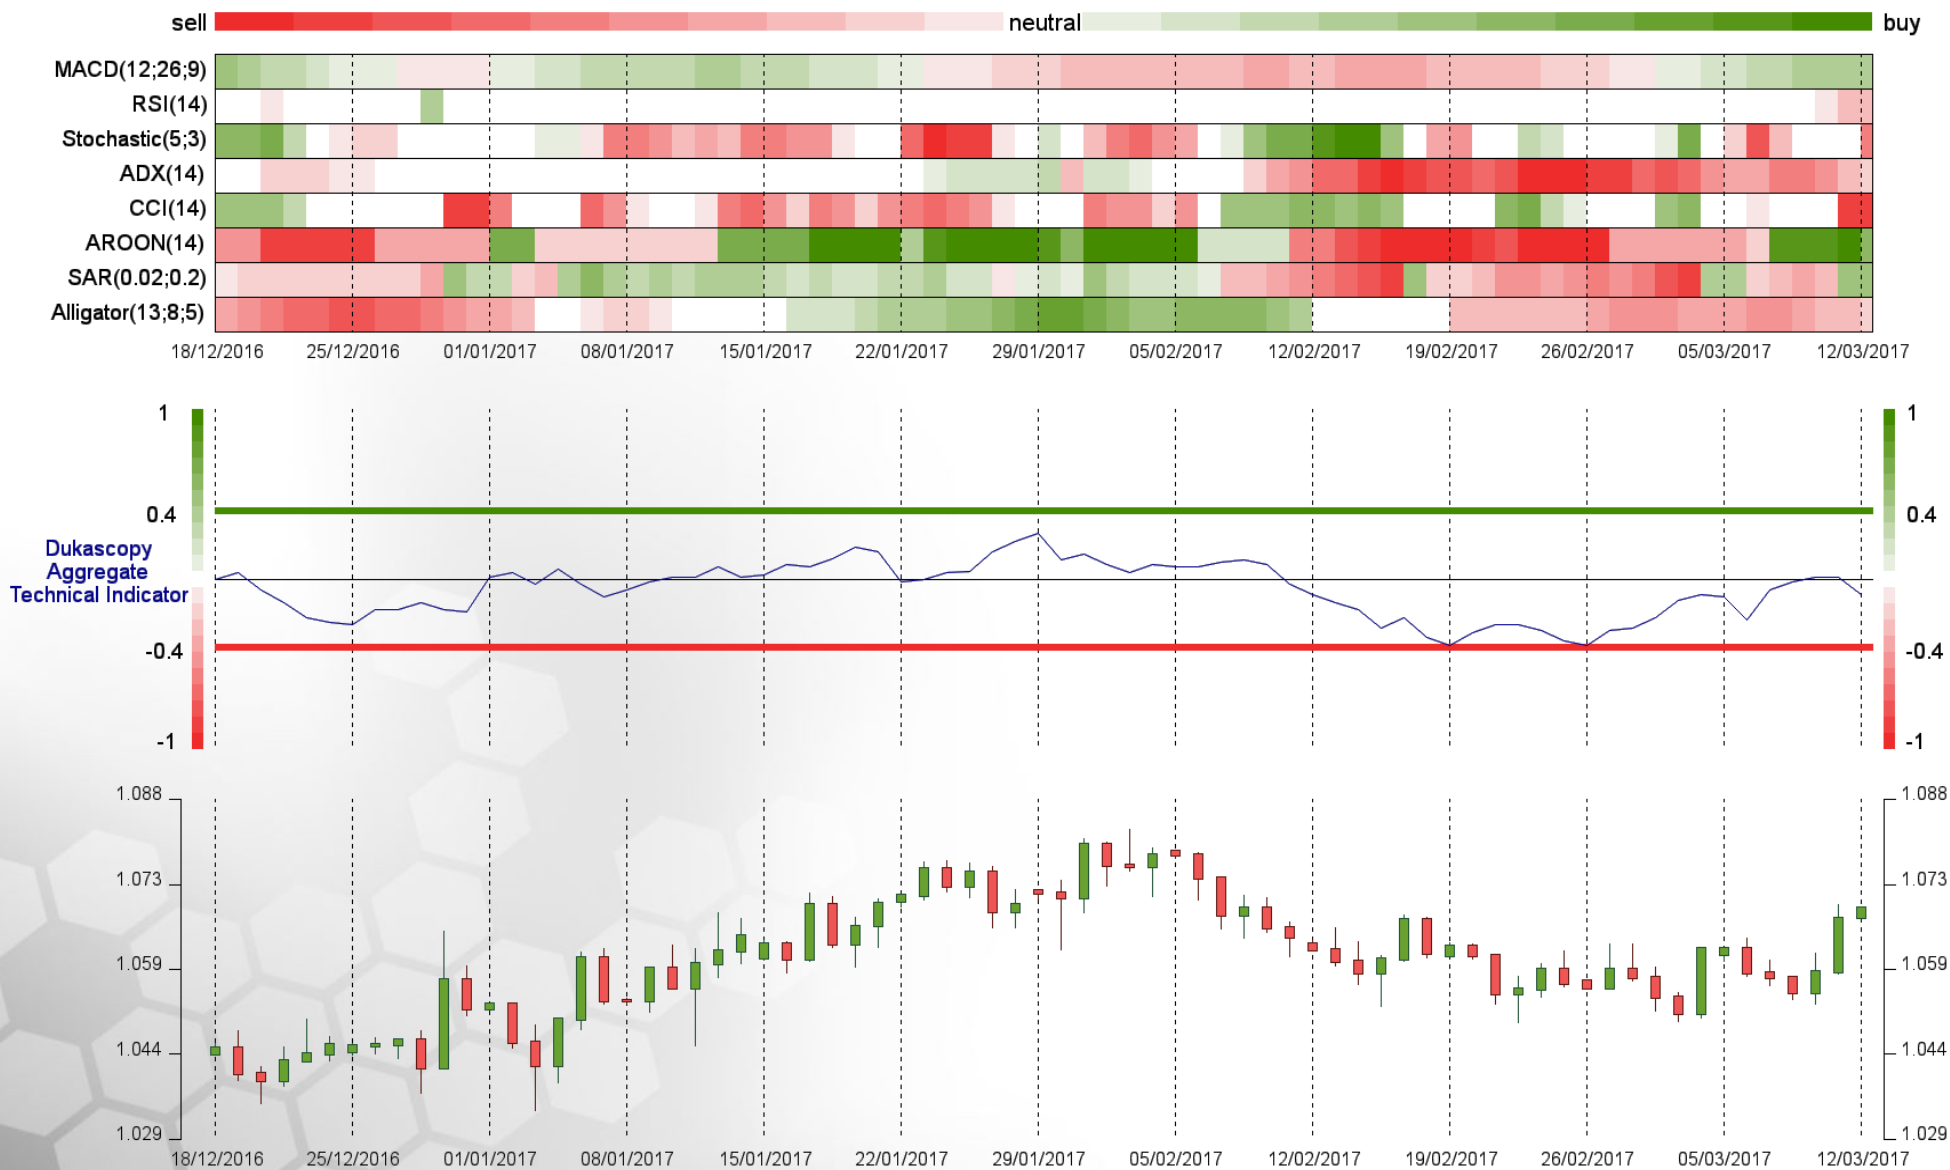 sell neutral buy
MACD(12;26;9)
RSI(14)
Stochastic(5;3)
ADX(14)
CCI(14)
AROON(14)
SAR(0.02;0.2)
Alligator(13;8;5)
18/12/2016 25/12/2016 01/01/2017 08/01/2017 15/01/2017 22/01/2017 29/01/2017 05/02/2017 12/02/2017 19/02/2017 26/02/2017 05/03/2017 12/03/2017
1 1
0.4 0.4
Dukascopy
Aggregate
Technical Indicator
-0.4 -0.4
-1 -1
1.088 1.088
1.073 1.073
1.059 1.059
1.044 1.044
1.029 1.029
18/12/2016 25/12/2016 01/01/2017 08/01/2017 15/01/2017 22/01/2017 29/01/2017 05/02/2017 12/02/2017 19/02/2017 26/02/2017 05/03/2017 12/03/2017